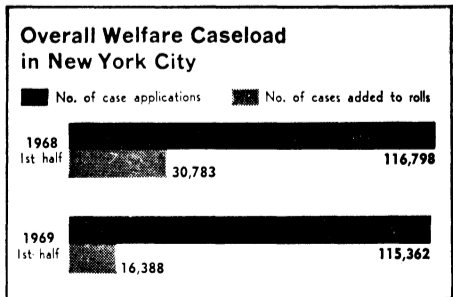 Overall Welfare Caseload
in New York City
No. of case applications No. of cases added to rolls
1968
1st half
116,798
30,783
1969
1st half
115,362
16,388